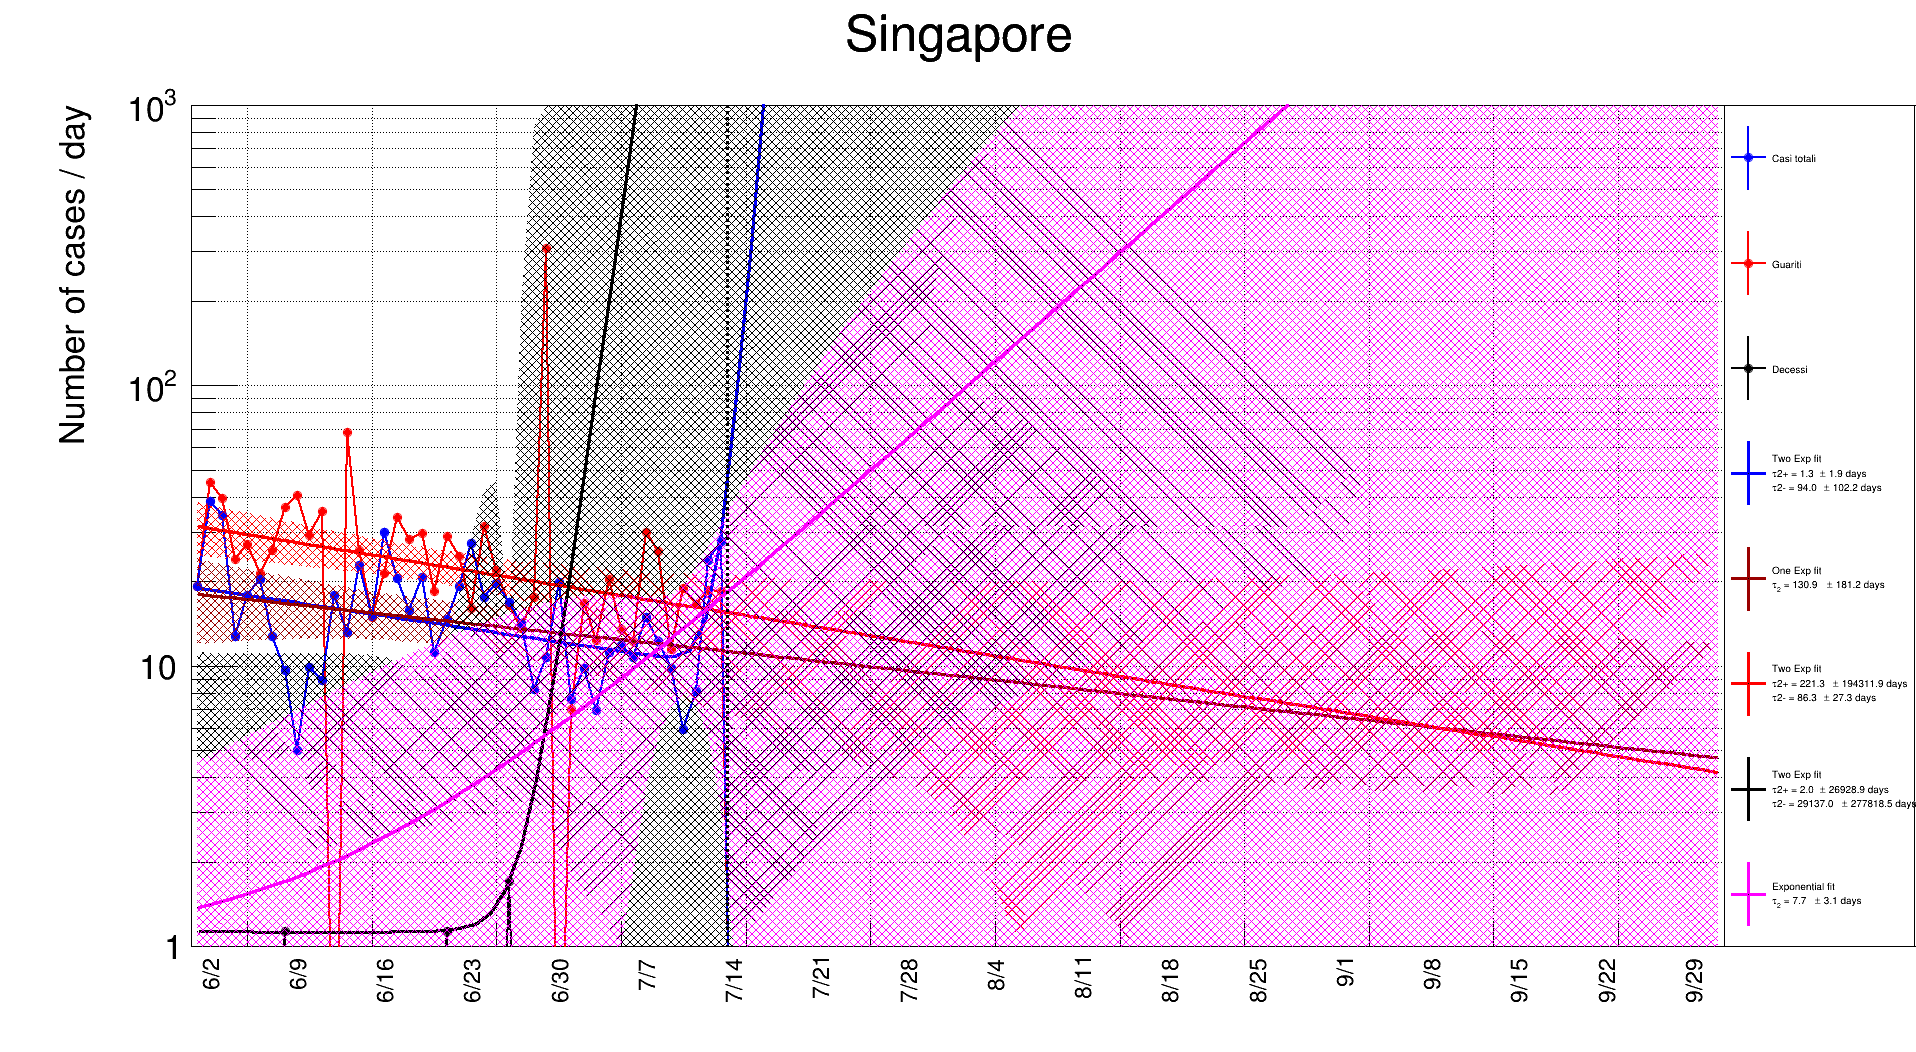 Singapore
Number of cases / day
10³
10²
10
1
6/2
6/9
6/16
6/23
6/30
7/7
7/14
7/21
7/28
8/4
8/11
8/18
8/25
9/1
9/8
9/15
9/22
9/29
Casi totali
Guariti
Decessi
Two Exp fit
τ2+ = 1.3 ± 1.9 days
τ2- = 94.0 ± 102.2 days
One Exp fit
τ₂ = 130.9 ± 181.2 days
Two Exp fit
τ2+ = 221.3 ± 194311.9 days
τ2- = 86.3 ± 27.3 days
Two Exp fit
τ2+ = 2.0 ± 26928.9 days
τ2- = 29137.0 ± 277818.5 days
Exponential fit
τ₂ = 7.7 ± 3.1 days